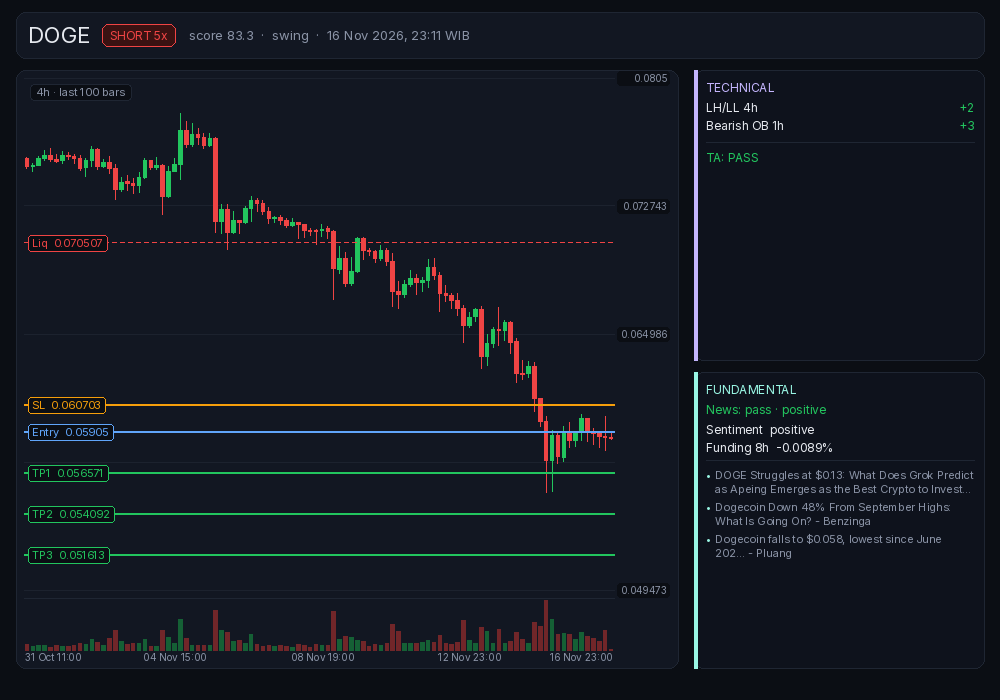 DOGE SHORT 5x score 83.3 · swing · 16 Nov 2026, 23:11 WIB
4h · last 100 bars
0.0805
0.072743
Liq 0.070507
0.064986
SL 0.060703
Entry 0.05905
TP1 0.056571
TP2 0.054092
TP3 0.051613
0.049473
31 Oct 11:00 04 Nov 15:00 08 Nov 19:00 12 Nov 23:00 16 Nov 23:00
TECHNICAL
LH/LL 4h +2
Bearish OB 1h +3
TA: PASS
FUNDAMENTAL
News: pass · positive
Sentiment positive
Funding 8h -0.0089%
• DOGE Struggles at $0.13: What Does Grok Predict
as Apeing Emerges as the Best Crypto to Invest...
• Dogecoin Down 48% From September Highs:
What Is Going On? - Benzinga
• Dogecoin falls to $0.058, lowest since June
202... - Pluang